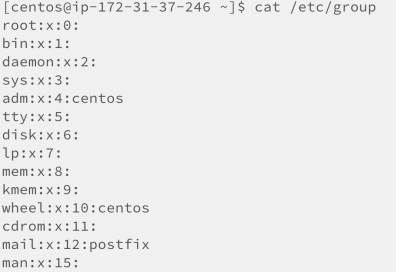 [centos@ip-172-31-37-246 ~]$ cat /etc/group
root:x:0:
bin:x:1:
daemon:x:2:
sys:x:3:
adm:x:4:centos
tty:x:5:
disk:x:6:
lp:x:7:
mem:x:8:
kmem:x:9:
wheel:x:10:centos
cdrom:x:11:
mail:x:12:postfix
man:x:15: